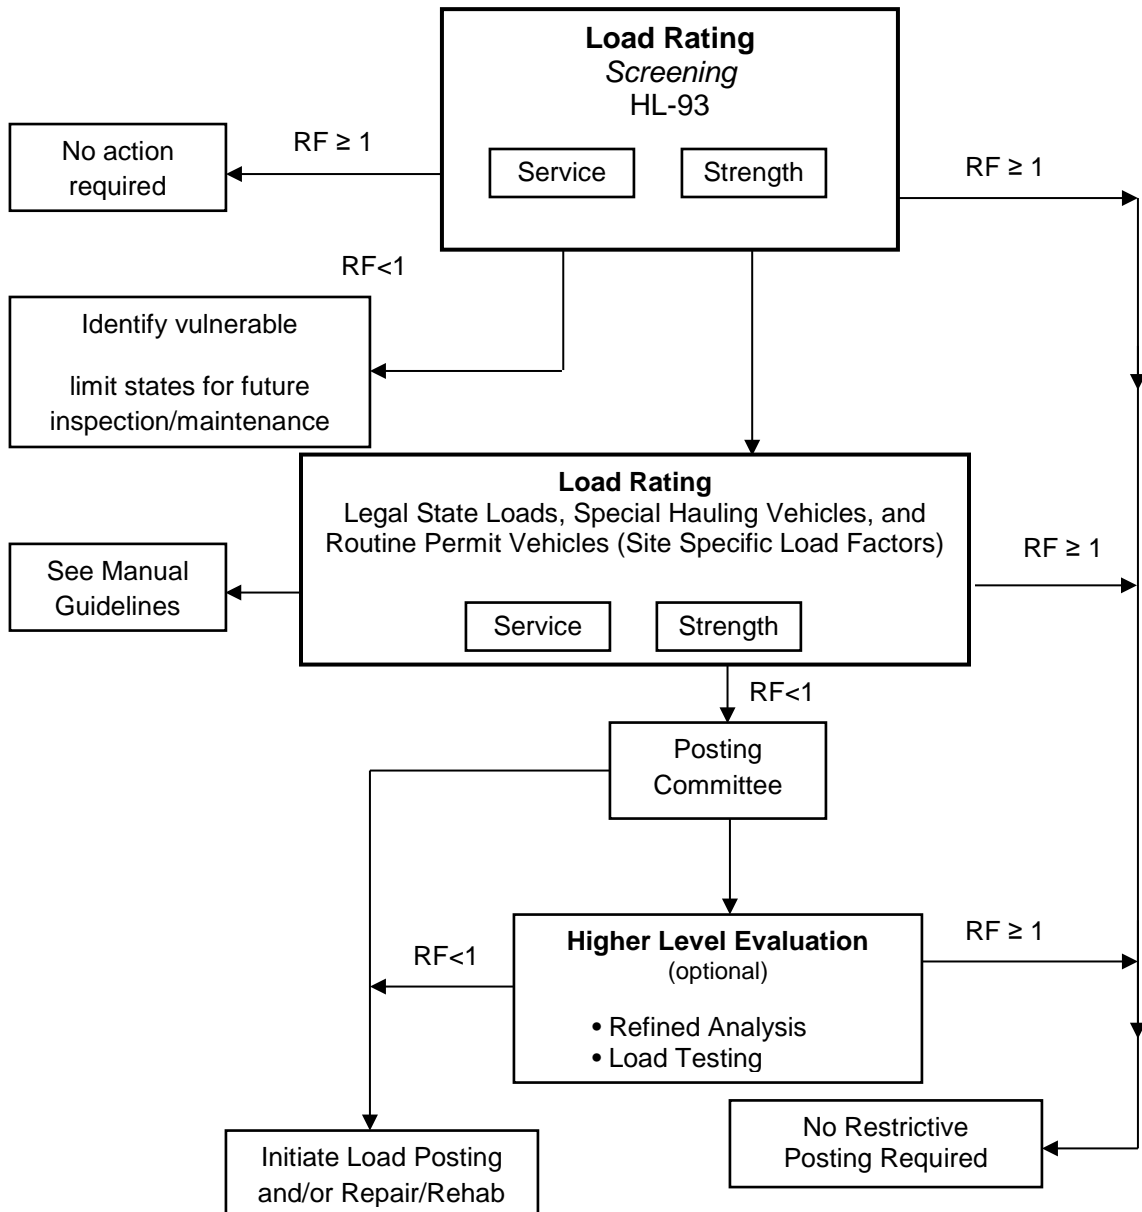 Load Rating
Screening
HL-93
Service
Strength
RF ≥ 1
No action
required
RF ≥ 1
RF<1
Identify vulnerable
limit states for future
inspection/maintenance
Load Rating
Legal State Loads, Special Hauling Vehicles, and
Routine Permit Vehicles (Site Specific Load Factors)
Service
Strength
See Manual
Guidelines
RF ≥ 1
RF<1
Posting
Committee
Higher Level Evaluation
(optional)
• Refined Analysis
• Load Testing
RF<1
RF ≥ 1
No Restrictive
Posting Required
Initiate Load Posting
and/or Repair/Rehab